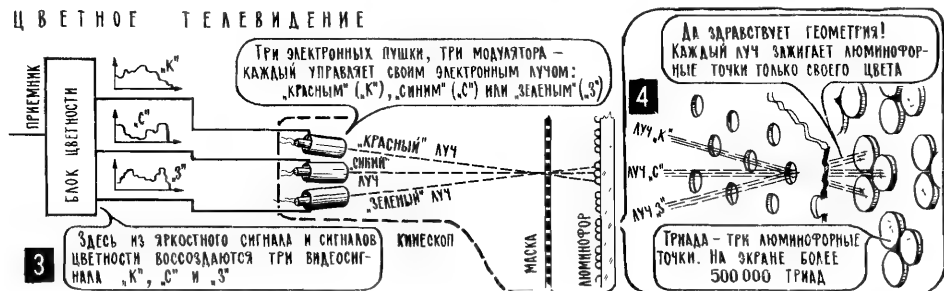 ЦВЕТНОЕ ТЕЛЕВИДЕНИЕ
ПРИЕМНИК
БЛОК ЦВЕТНОСТИ
„К“
„С“
„З“
ТРИ ЭЛЕКТРОННЫХ ПУШКИ, ТРИ МОДУЛЯТОРА –
КАЖДЫЙ УПРАВЛЯЕТ СВОИМ ЭЛЕКТРОННЫМ ЛУЧОМ:
„КРАСНЫМ“ („К“), „СИНИМ“ („С“) ИЛИ „ЗЕЛЕНЫМ“ („З“)
„КРАСНЫЙ“ ЛУЧ
„СИНИЙ“
ЛУЧ
„ЗЕЛЕНЫЙ“ ЛУЧ
3
ЗДЕСЬ ИЗ ЯРКОСТНОГО СИГНАЛА И СИГНАЛОВ
ЦВЕТНОСТИ ВОССОЗДАЮТСЯ ТРИ ВИДЕОСИГ-
НАЛА „К“, „С“ И „З“
КИНЕСКОП
МАСКА
ЛЮМИНОФОР
4
ДА ЗДРАВСТВУЕТ ГЕОМЕТРИЯ!
КАЖДЫЙ ЛУЧ ЗАЖИГАЕТ ЛЮМИНОФОР-
НЫЕ ТОЧКИ ТОЛЬКО СВОЕГО ЦВЕТА
ЛУЧ „К“
ЛУЧ „С“
ЛУЧ „З“
ТРИАДА – ТРИ ЛЮМИНОФОРНЫЕ
ТОЧКИ. НА ЭКРАНЕ БОЛЕЕ
500 000 ТРИАД